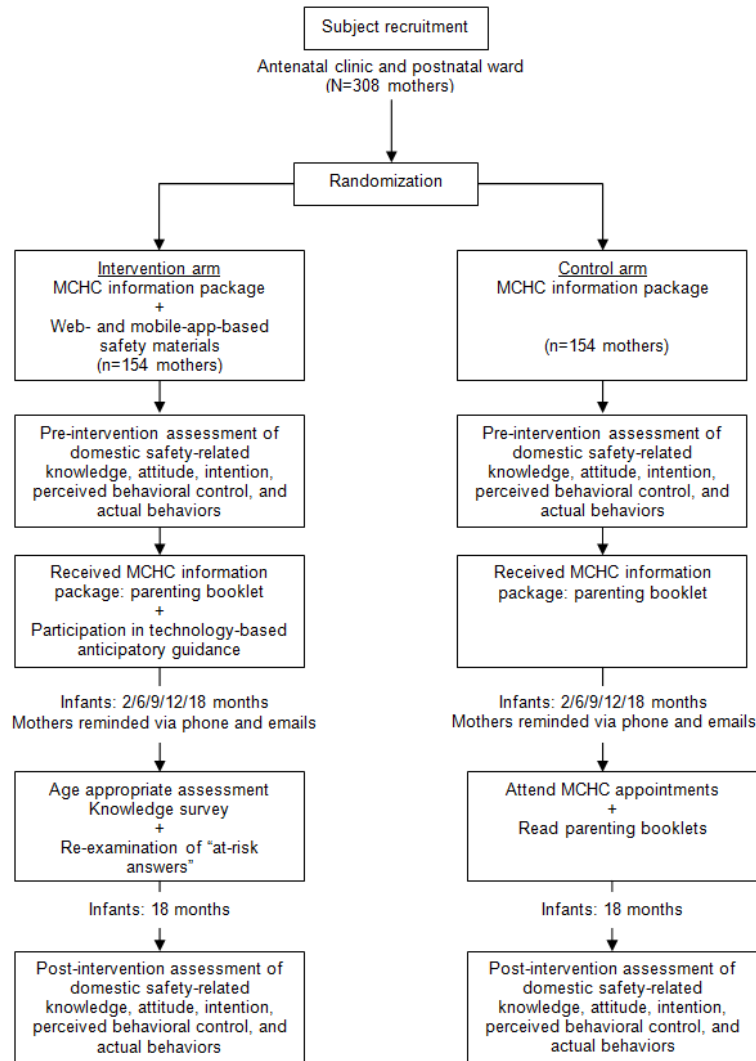 Subject recruitment
Antenatal clinic and postnatal ward
(N=308 mothers)
Randomization
Intervention arm
MCHC information package
+
Web- and mobile-app-based
safety materials
(n=154 mothers)
Control arm
MCHC information package
(n=154 mothers)
Pre-intervention assessment of
domestic safety-related
knowledge, attitude, intention,
perceived behavioral control, and
actual behaviors
Pre-intervention assessment of
domestic safety-related
knowledge, attitude, intention,
perceived behavioral control, and
actual behaviors
Received MCHC information
package: parenting booklet
+
Participation in technology-based
anticipatory guidance
Received MCHC information
package: parenting booklet
Infants: 2/6/9/12/18 months
Mothers reminded via phone and emails
Infants: 2/6/9/12/18 months
Mothers reminded via phone and emails
Age appropriate assessment
Knowledge survey
+
Re-examination of “at-risk
answers”
Attend MCHC appointments
+
Read parenting booklets
Infants: 18 months
Infants: 18 months
Post-intervention assessment of
domestic safety-related
knowledge, attitude, intention,
perceived behavioral control, and
actual behaviors
Post-intervention assessment of
domestic safety-related
knowledge, attitude, intention,
perceived behavioral control, and
actual behaviors